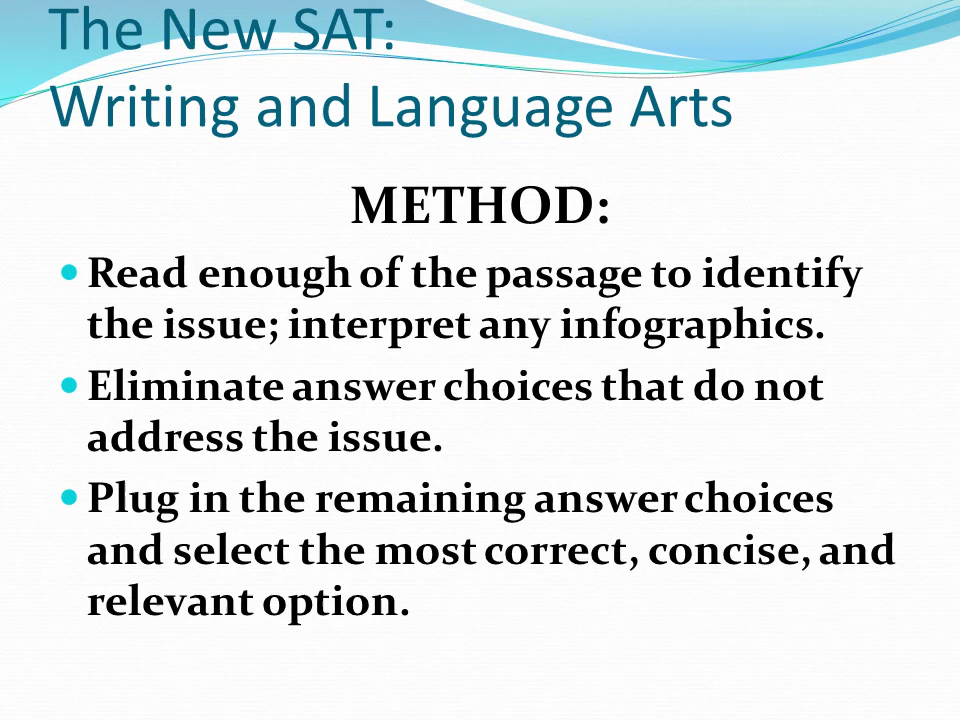 The New SAT:
Writing and Language Arts
METHOD:
Read enough of the passage to identify
the issue; interpret any infographics.
Eliminate answer choices that do not
address the issue.
Plug in the remaining answer choices
and select the most correct, concise, and
relevant option.